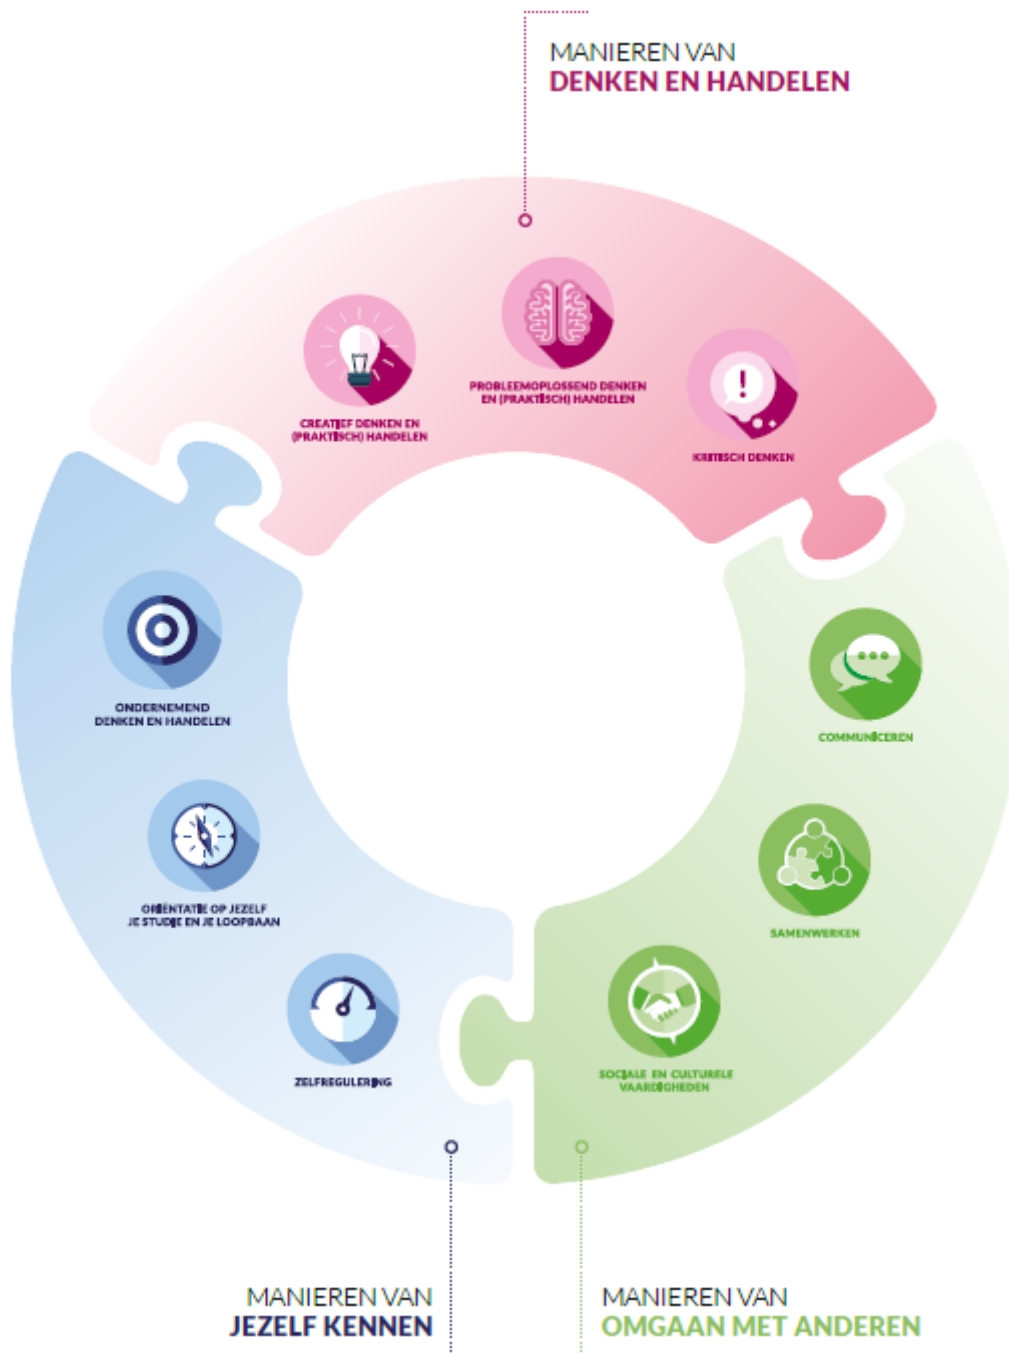 MANIEREN VAN
DENKEN EN HANDELEN
CREATIEF DENKEN EN
(PRAKTISCH) HANDELEN
PROBLEEMOPLOSSEND DENKEN
EN (PRAKTISCH) HANDELEN
KRITISCH DENKEN
ONDERNEMEND
DENKEN EN HANDELEN
ORIËNTATIE OP JEZELF
JE STUDIE EN JE LOOPBAAN
ZELFREGULERING
COMMUNICEREN
SAMENWERKEN
SOCIALE EN CULTURELE
VAARDIGHEDEN
MANIEREN VAN
JEZELF KENNEN
MANIEREN VAN
OMGAAN MET ANDEREN